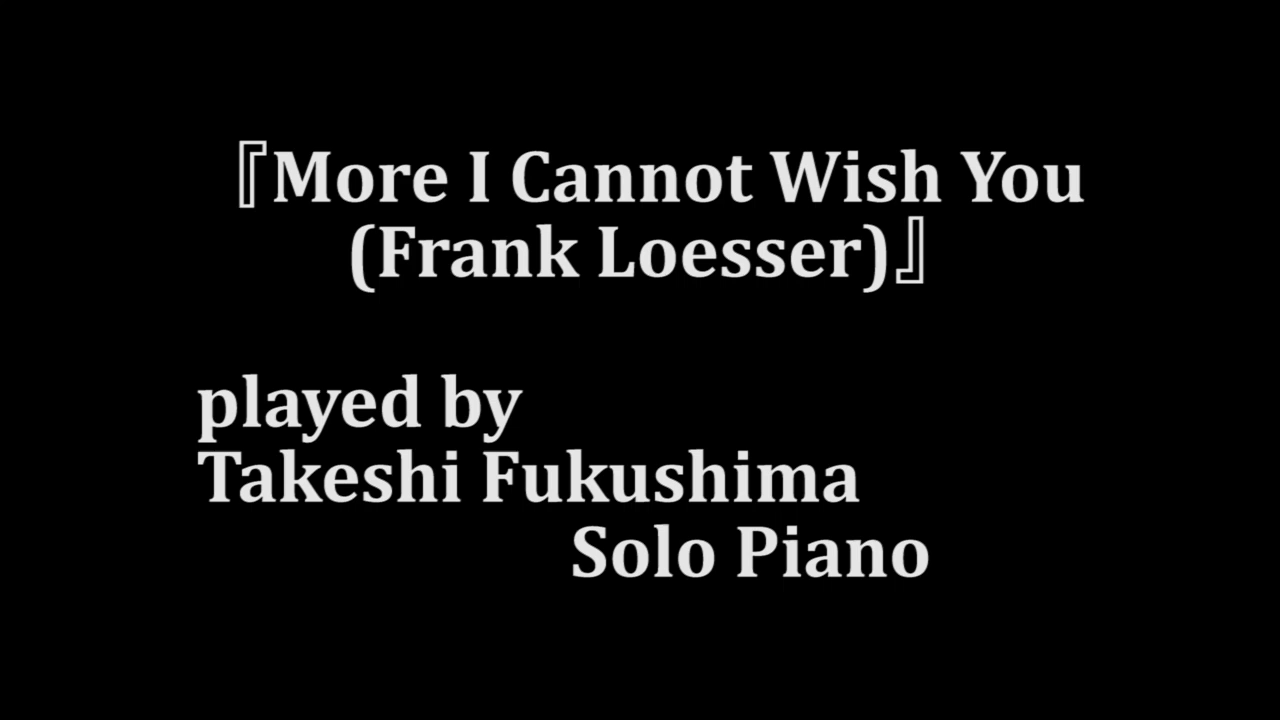 『More I Cannot Wish You
(Frank Loesser)』
played by
Takeshi Fukushima
Solo Piano